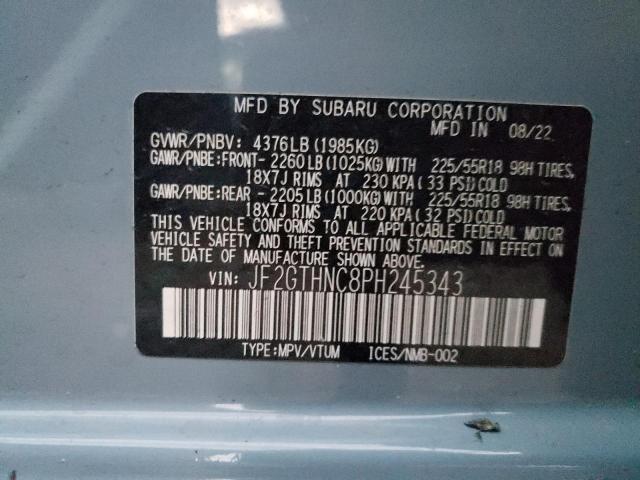 MFD BY SUBARU CORPORATION
MFD IN 08/22
GVWR/PNBV: 4376LB(1985KG)
GAWR/PNBE:FRONT-2260LB(1025KG)WITH 225/55R18 98H TIRES,
18X7J RIMS AT 230 KPA(33 PSI)COLD
GAWR/PNBE:REAR -2205LB(1000KG)WITH 225/55R18 98H TIRES,
18X7J RIMS AT 220 KPA(32 PSI)COLD
THIS VEHICLE CONFORMS TO ALL APPLICABLE FEDERAL MOTOR
VEHICLE SAFETY AND THEFT PREVENTION STANDARDS IN EFFECT ON
THE DATE OF MANUFACTURE SHOWN ABOVE.
VIN: JF2GTHNC8PH245343
TYPE:MPV/VTUM ICES/NMB-002